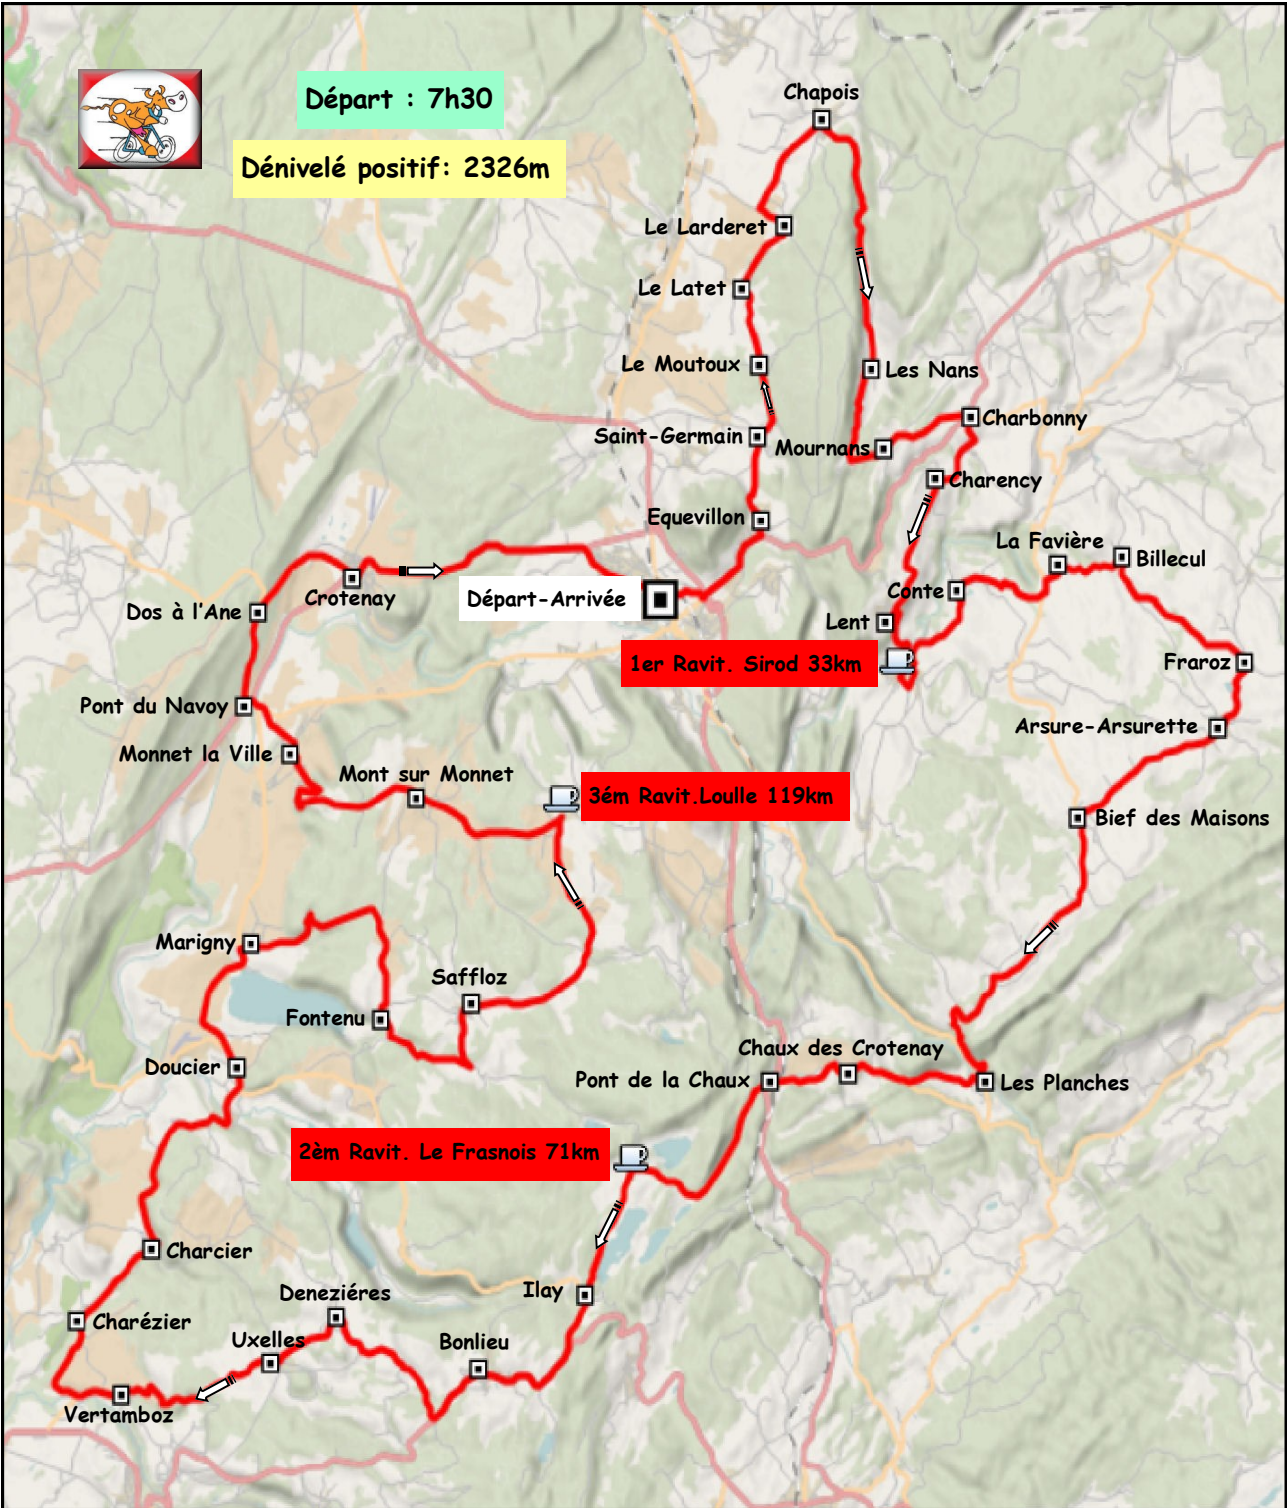 Départ : 7h30
Dénivelé positif: 2326m
Chapois
Le Larderet
Le Latet
Le Moutoux
Les Nans
Saint-Germain
Charbonny
Mournans
Charency
Equevillon
La Favière
Billecul
Crotenay
Départ-Arrivée
Conte
Dos à l'Ane
Lent
1er Ravit. Sirod 33km
Fraroz
Pont du Navoy
Arsure-Arsurette
Monnet la Ville
Mont sur Monnet
3ém Ravit.Loulle 119km
Bief des Maisons
Marigny
Saffloz
Fontenu
Chaux des Crotenay
Doucier
Pont de la Chaux
Les Planches
2èm Ravit. Le Frasnois 71km
Charcier
Deneziéres
Ilay
Charézier
Uxelles
Bonlieu
Vertamboz